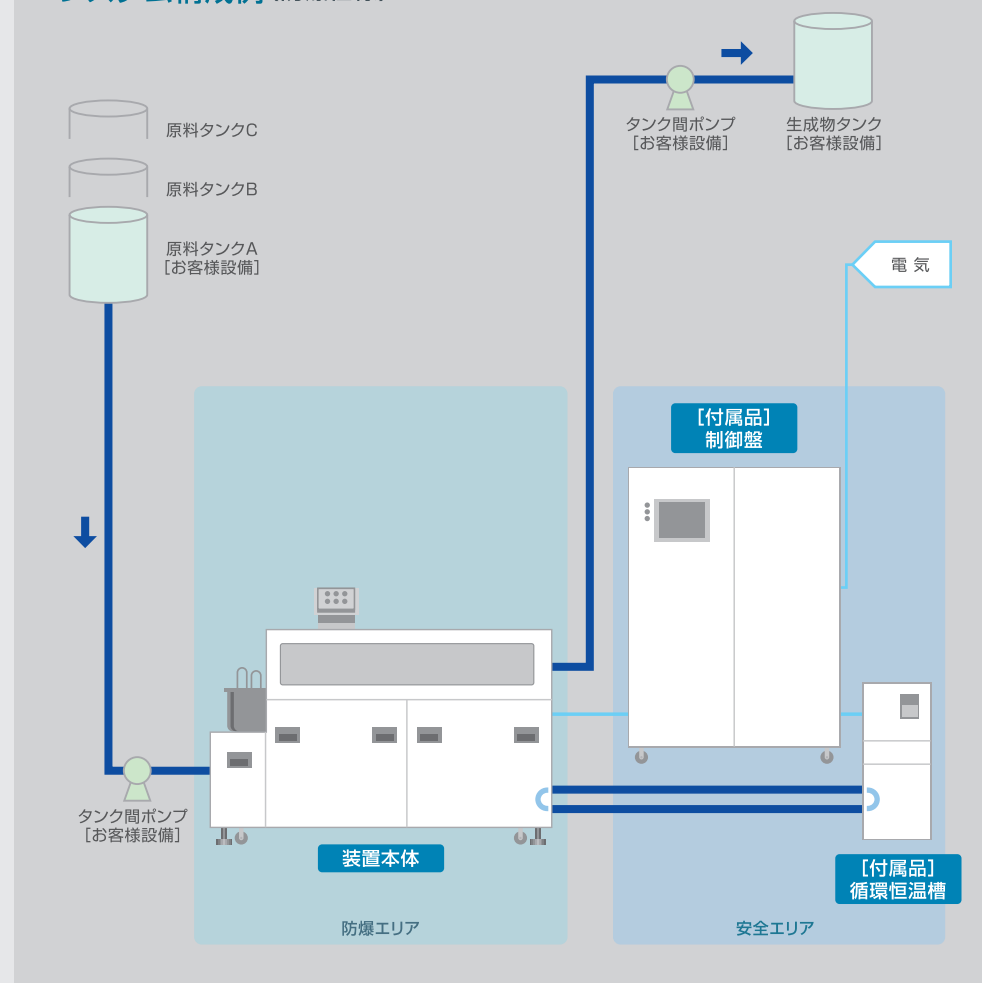 タンク間ポンプ
[お客様設備]
生成物タンク
[お客様設備]
原料タンクC
原料タンクB
原料タンクA
[お客様設備]
電 気
[付属品]
制御盤
タンク間ポンプ
[お客様設備]
装置本体
[付属品]
循環恒温槽
防爆エリア
安全エリア